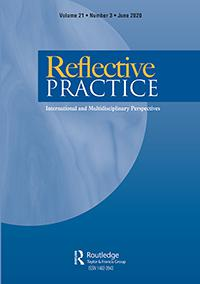 Volume 21 • Number 3 • June 2020
Reflective
PRACTICE
International and Multidisciplinary Perspectives
Routledge
Taylor & Francis Group
ISSN 1462-3943